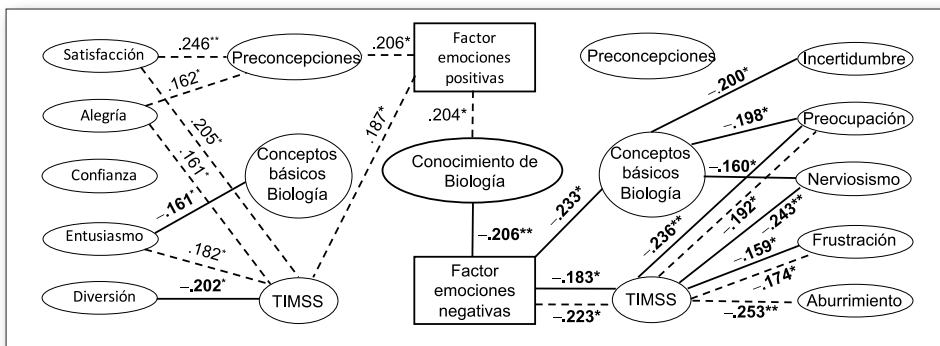 Satisfacción
.246**
Preconcepciones
.206*
Factor
emociones
positivas
Preconcepciones
Incertidumbre
.162*
–.200*
Alegría
.205*
.187*
.204*
–.198*
Preocupación
.161*
Confianza
Conceptos
básicos
Biología
Conocimiento de
Biología
Conceptos
básicos
Biología
–.160*
Nerviosismo
–.161*
–.233*
–.236**
–.192*
–.243**
Entusiasmo
.182*
–.206**
–.159*
Frustración
–.174*
Diversión
–.202*
TIMSS
Factor
emociones
negativas
–.183*
–.223*
TIMSS
–.253**
Aburrimiento